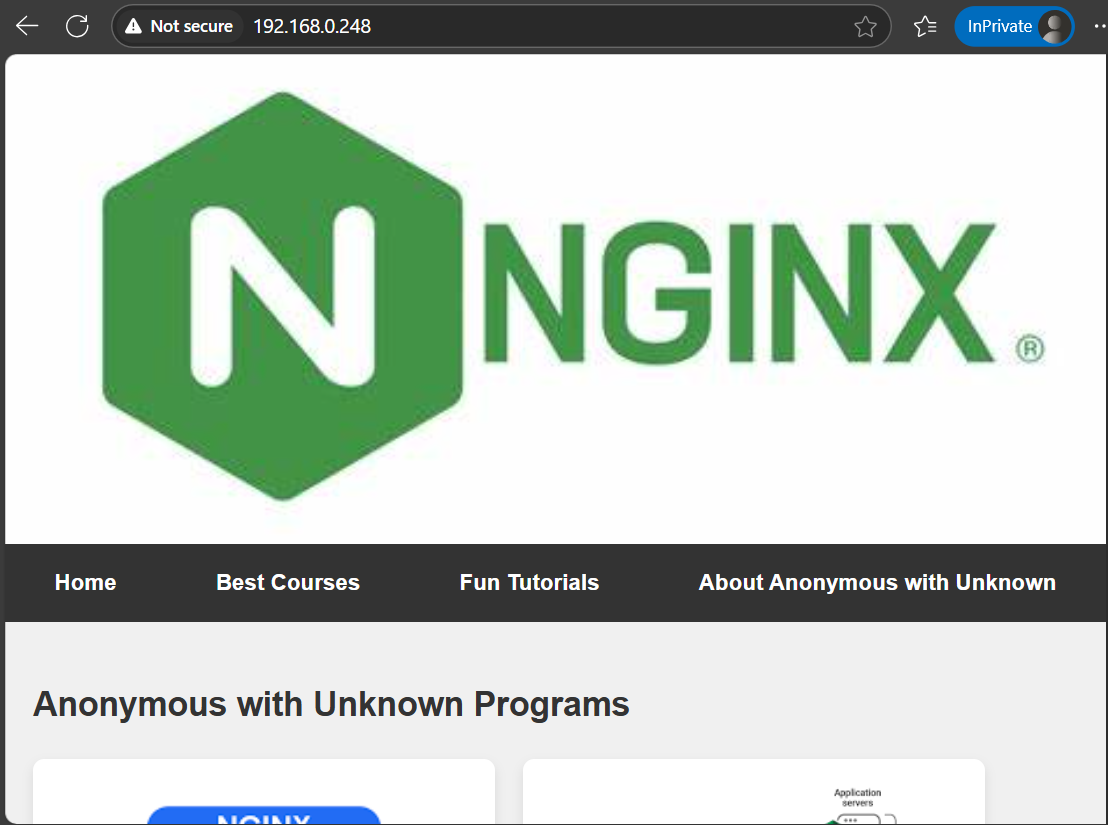 Not secure 192.168.0.248 InPrivate
N NGINX ®
Home Best Courses Fun Tutorials About Anonymous with Unknown
Anonymous with Unknown Programs
NGINX
Application
servers